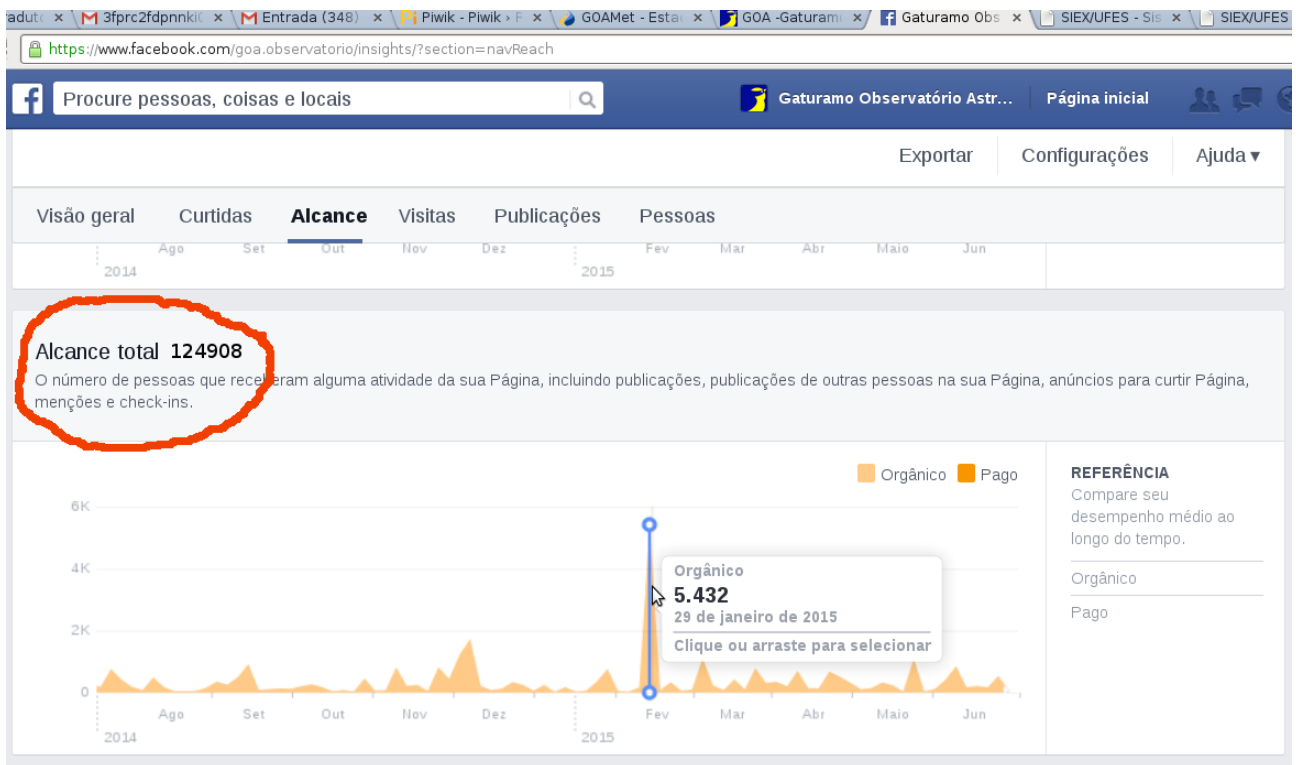 3fprc2fdpnnki Entrada (348) Piwik - Piwik › GOAMet - Esta GOA -Gaturam Gaturamo Obs SIEX/UFES - Sis SIEX/UFES
https://www.facebook.com/goa.observatorio/insights/?section=navReach
Procure pessoas, coisas e locais
Gaturamo Observatório Astr... Página inicial
Exportar Configurações Ajuda ▾
Visão geral Curtidas Alcance Visitas Publicações Pessoas
Ago Set Out Nov Dez Fev Mar Abr Maio Jun
2014 2015
Alcance total 124908
O número de pessoas que receberam alguma atividade da sua Página, incluindo publicações, publicações de outras pessoas na sua Página, anúncios para curtir Página,
menções e check-ins.
Orgânico Pago
6K
4K
2K
0
Orgânico
5.432
29 de janeiro de 2015
Clique ou arraste para selecionar
Ago Set Out Nov Dez Fev Mar Abr Maio Jun
2014 2015
REFERÊNCIA
Compare seu
desempenho médio ao
longo do tempo.
Orgânico
Pago